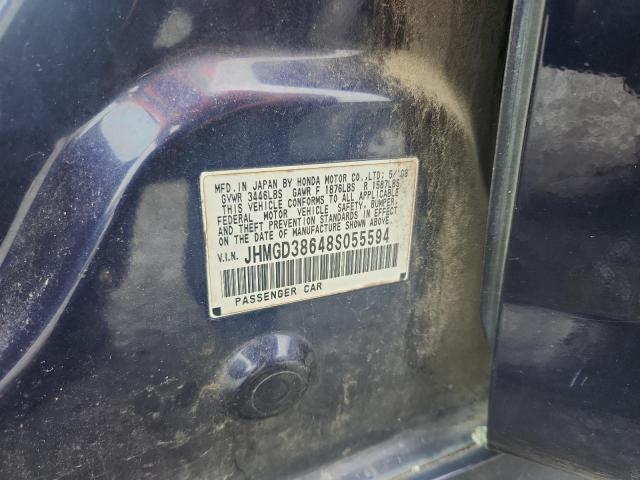 MFD. IN JAPAN BY HONDA MOTOR CO.,LTD. 5/'08
GVWR 3446LBS GAWR F 1876LBS R 1587LBS
THIS VEHICLE CONFORMS TO ALL APPLICABLE
FEDERAL MOTOR VEHICLE SAFETY, BUMPER,
AND THEFT PREVENTION STANDARDS IN EFFECT
ON THE DATE OF MANUFACTURE SHOWN ABOVE.
V.I.N. JHMGD38648S055594
PASSENGER CAR